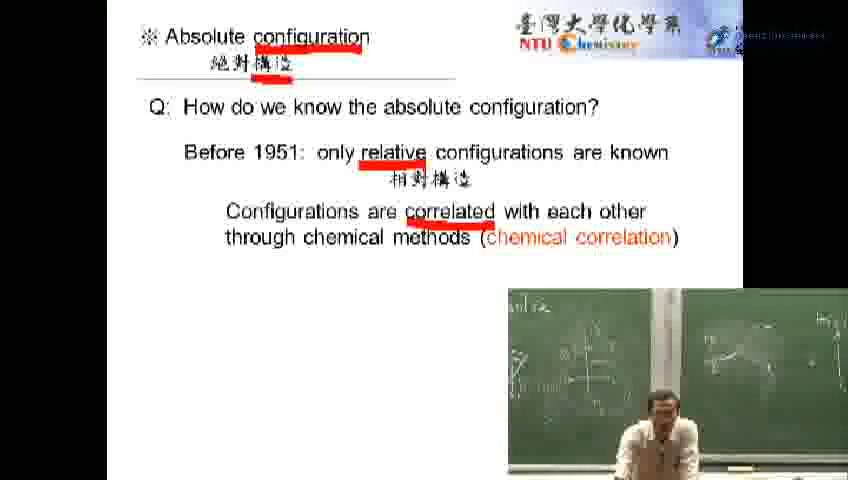 ※ Absolute configuration
絕對構造
臺灣大學化學系
NTU Chemistry
Q: How do we know the absolute configuration?
Before 1951: only relative configurations are known
相對構造
Configurations are correlated with each other
through chemical methods (chemical correlation)